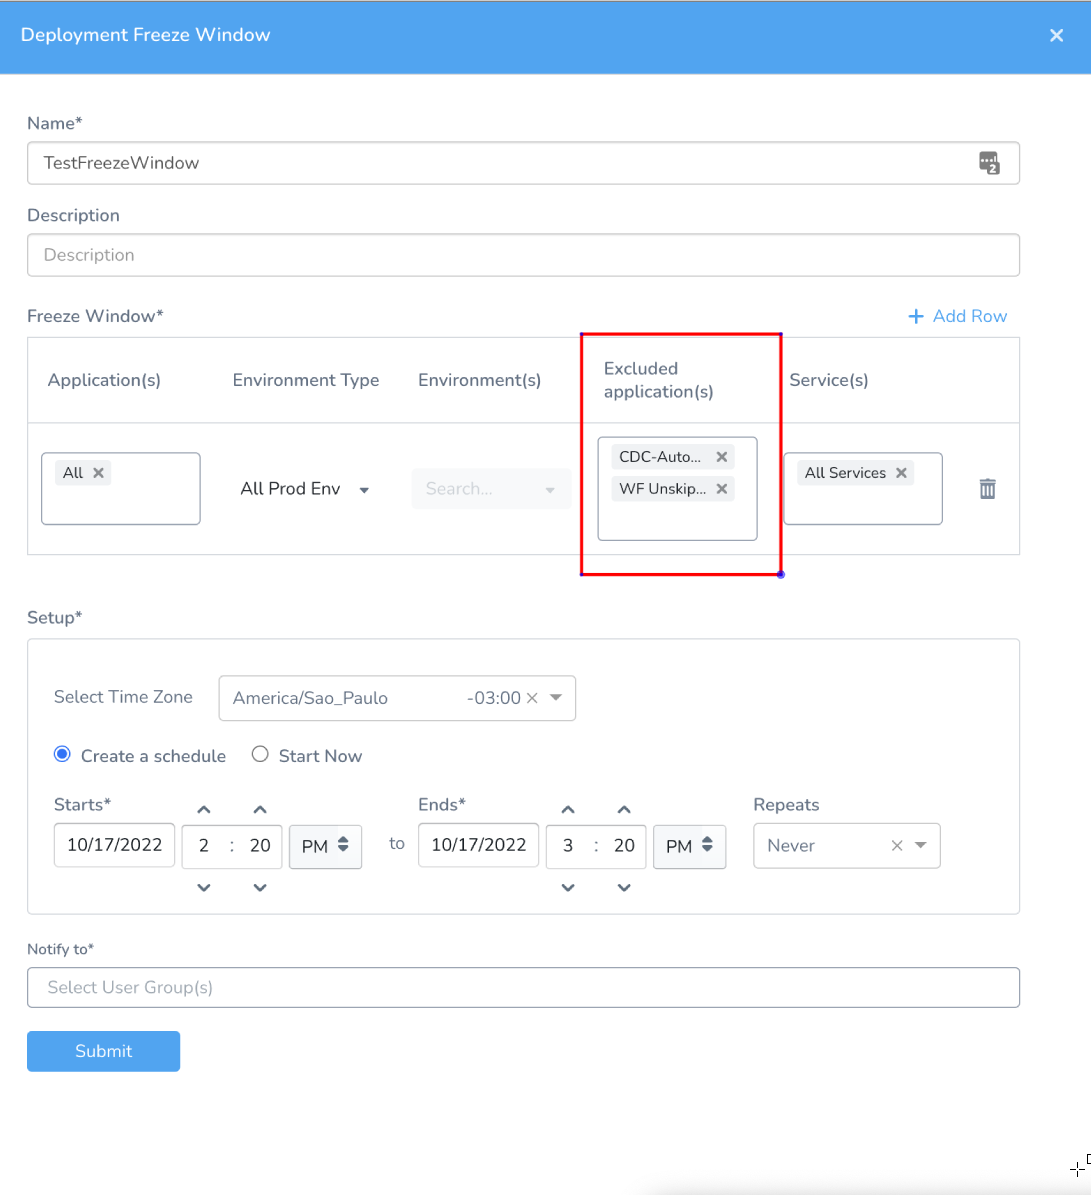 Deployment Freeze Window
Name*
TestFreezeWindow
2
Description
Description
Freeze Window*
Add Row
Application(s)
Environment Type
Environment(s)
Excluded
application(s)
Service(s)
All
All Prod Env
Search...
CDC-Auto...
WF Unskip...
All Services
Setup*
Select Time Zone
America/Sao_Paulo -03:00
Create a schedule
Start Now
Starts*
Ends*
Repeats
10/17/2022 2 : 20 PM to 10/17/2022 3 : 20 PM Never
Notify to*
Select User Group(s)
Submit